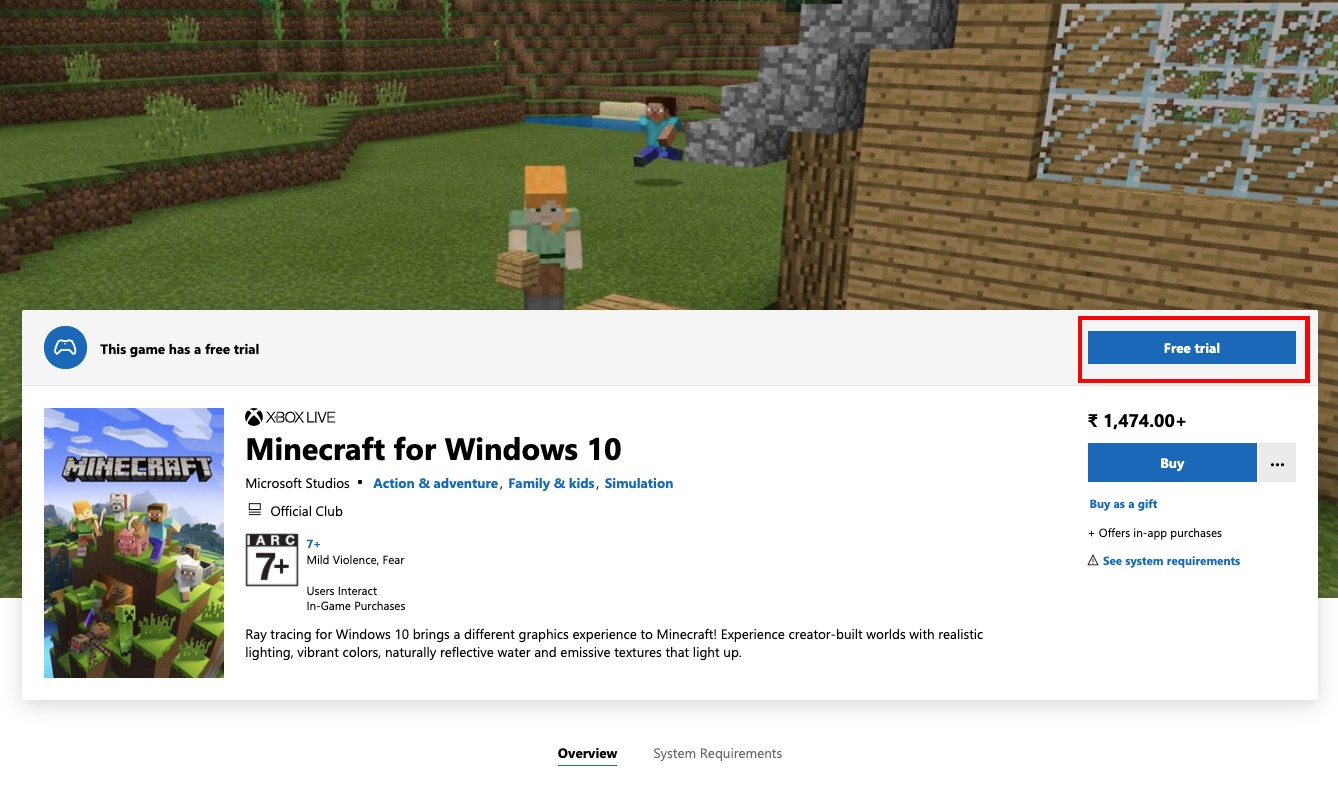 This game has a free trial
Free trial
MINECRAFT
XBOX LIVE
Minecraft for Windows 10
Microsoft Studios ▪ Action & adventure, Family & kids, Simulation
Official Club
IARC
7+
7+
Mild Violence, Fear
Users Interact
In-Game Purchases
Ray tracing for Windows 10 brings a different graphics experience to Minecraft! Experience creator-built worlds with realistic
lighting, vibrant colors, naturally reflective water and emissive textures that light up.
₹ 1,474.00+
Buy
...
Buy as a gift
+ Offers in-app purchases
See system requirements
Overview
System Requirements